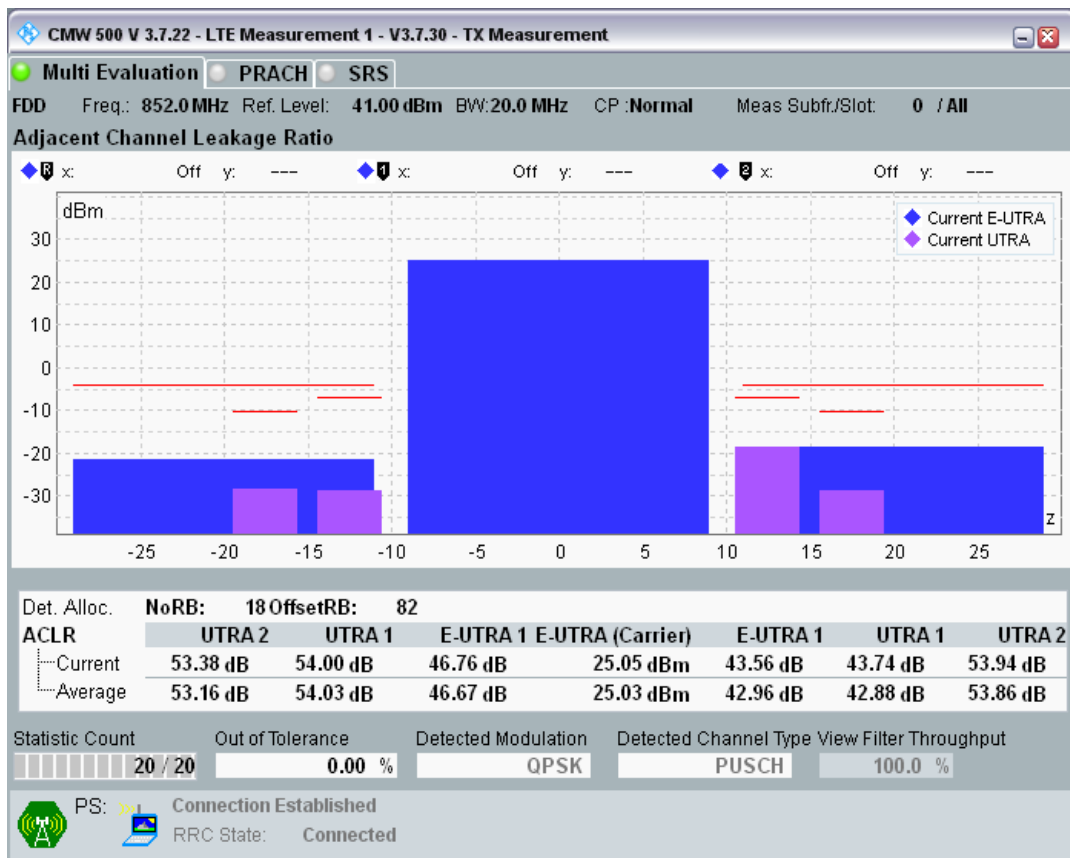 CMW 500 V 3.7.22 - LTE Measurement 1 - V3.7.30 - TX Measurement
Multi Evaluation PRACH SRS
FDD Freq.: 852.0 MHz Ref. Level: 41.00 dBm BW:20.0 MHz CP :Normal Meas Subfr./Slot: 0 / All
Adjacent Channel Leakage Ratio
R x: Off y: --- 1 x: Off y: --- 2 x: Off y: ---
dBm
Current E-UTRA
Current UTRA
30
20
10
0
-10
-20
-30
z
-25 -20 -15 -10 -5 0 5 10 15 20 25
Det. Alloc. NoRB: 18 OffsetRB: 82
ACLR UTRA 2 UTRA 1 E-UTRA 1 E-UTRA (Carrier) E-UTRA 1 UTRA 1 UTRA 2
Current 53.38 dB 54.00 dB 46.76 dB 25.05 dBm 43.56 dB 43.74 dB 53.94 dB
Average 53.16 dB 54.03 dB 46.67 dB 25.03 dBm 42.96 dB 42.88 dB 53.86 dB
Statistic Count Out of Tolerance Detected Modulation Detected Channel Type View Filter Throughput
20 / 20 0.00 % QPSK PUSCH 100.0 %
PS: Connection Established
RRC State: Connected